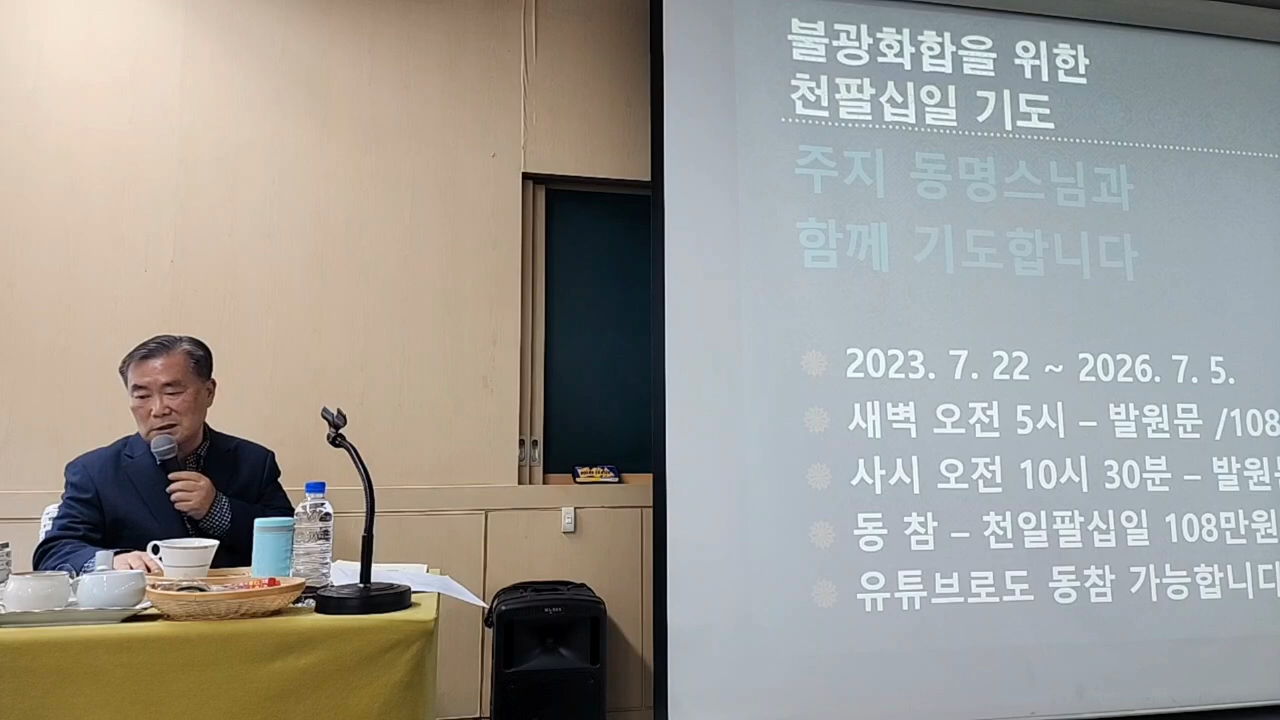 불광화합을 위한
천팔십일 기도
주지 동명스님과
함께 기도합니다
2023. 7. 22 ~ 2026. 7. 5.
새벽 오전 5시 – 발원문 /108
사시 오전 10시 30분 – 발원
동 참 – 천일팔십일 108만원
유튜브로도 동참 가능합니다